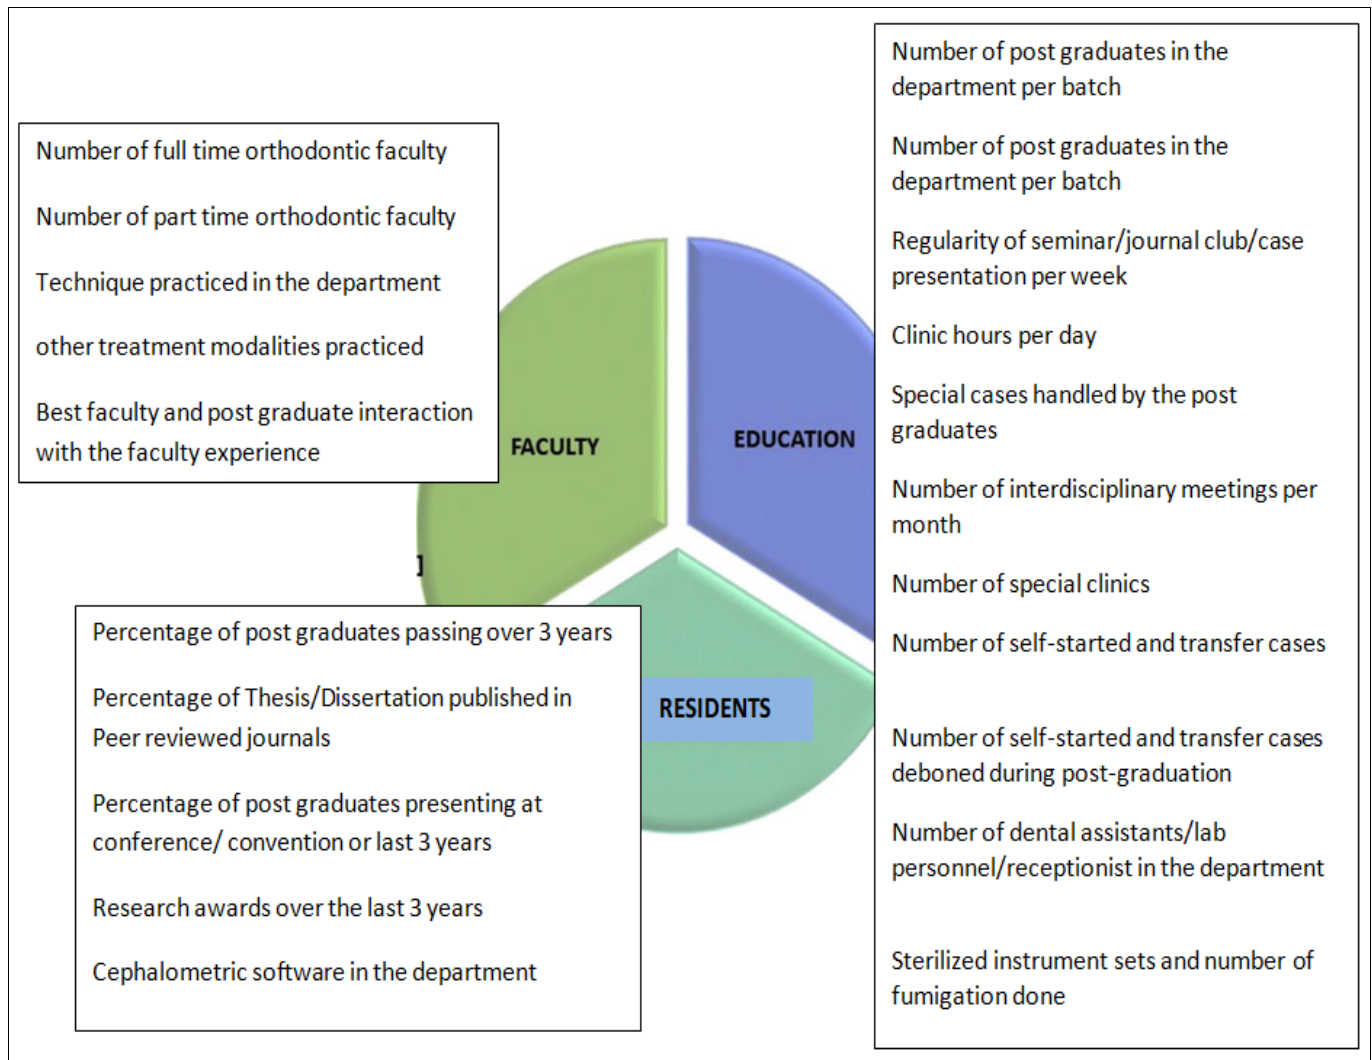 Number of full time orthodontic faculty
Number of part time orthodontic faculty
Technique practiced in the department
other treatment modalities practiced
Best faculty and post graduate interaction
with the faculty experience
FACULTY
EDUCATION
RESIDENTS
]
Number of post graduates in the
department per batch
Number of post graduates in the
department per batch
Regularity of seminar/journal club/case
presentation per week
Clinic hours per day
Special cases handled by the post
graduates
Number of interdisciplinary meetings per
month
Number of special clinics
Number of self-started and transfer cases
Number of self-started and transfer cases
deboned during post-graduation
Number of dental assistants/lab
personnel/receptionist in the department
Sterilized instrument sets and number of
fumigation done
Percentage of post graduates passing over 3 years
Percentage of Thesis/Dissertation published in
Peer reviewed journals
Percentage of post graduates presenting at
conference/ convention or last 3 years
Research awards over the last 3 years
Cephalometric software in the department